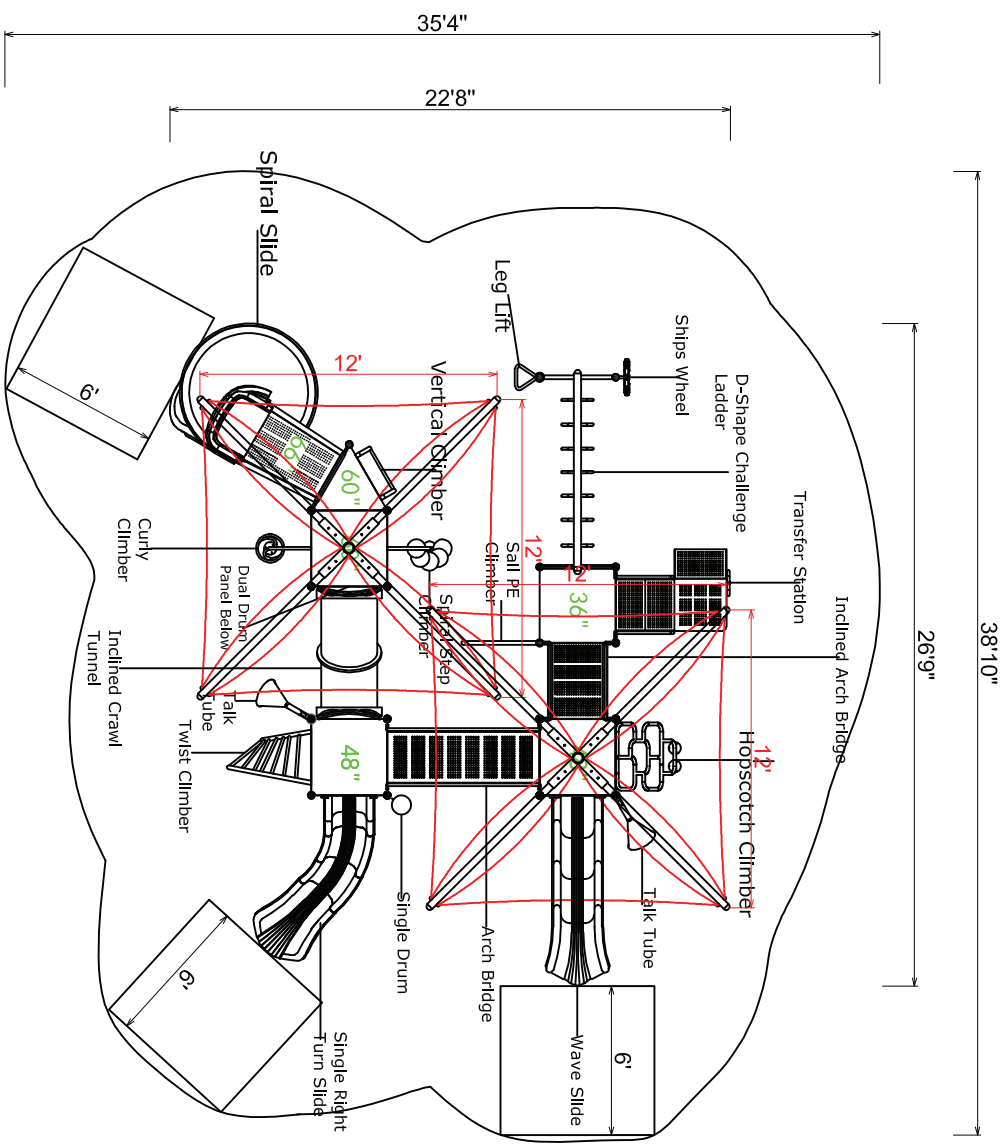 35'4"
22'8"
Spiral Slide
Leg Lift
Ships Wheel
D-Shape Challenge
Ladder
12'
Vertical Climber
6'
66"
60"
Transfer Station
12'
Sail PE
Climber
12'
36"
Curly
Climber
Dual Drum
Panel Below
Spiral Step
Climber
Inclined Arch Bridge
38'10"
26'9"
Inclined Crawl
Tunnel
Talk
Tube
Twist Climber
48"
12'
Hopscotch Climber
Single Drum
Arch Bridge
Talk Tube
6'
Single Right
Turn Slide
Wave Slide
6'